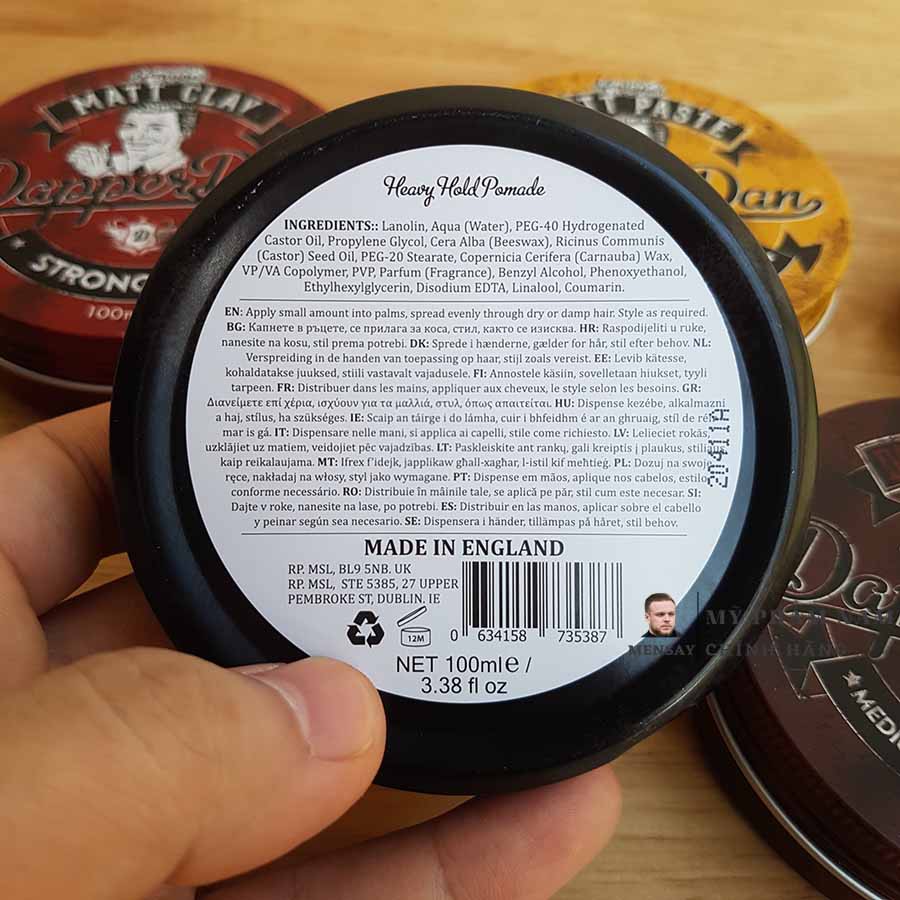 MATT CLAY
STRONG
100m
PASTE
Dan
Heavy Hold Pomade
INGREDIENTS:: Lanolin, Aqua (Water), PEG-40 Hydrogenated
Castor Oil, Propylene Glycol, Cera Alba (Beeswax), Ricinus Communis
(Castor) Seed Oil, PEG-20 Stearate, Copernicia Cerifera (Carnauba) Wax,
VP/VA Copolymer, PVP, Parfum (Fragrance), Benzyl Alcohol, Phenoxyethanol,
Ethylhexylglycerin, Disodium EDTA, Linalool, Coumarin.
EN: Apply small amount into palms, spread evenly through dry or damp hair. Style as required.
BG: Капнете в ръцете, се прилага за коса, стил, както се изисква. HR: Raspodijeliti u ruke,
nanesite na kosu, stil prema potrebi. DK: Sprede i hænderne, gælder for hår, stil efter behov. NL:
Verspreiding in de handen van toepassing op haar, stijl zoals vereist. EE: Levib kätesse,
kohaldatakse juuksed, stiili vastavalt vajadusele. FI: Annostele käsiin, sovelletaan hiukset, tyyli
tarpeen. FR: Distribuer dans les mains, appliquer aux cheveux, le style selon les besoins. GR:
Διανείμετε επί χέρια, ισχύουν για τα μαλλιά, στυλ, όπως απαιτείται. HU: Dispense kezébe, alkalmazni
a haj, stílus, ha szükséges. IE: Scaip an táirge i do lámha, cuir i bhfeidhm é ar an ghruaig, stíl de réir
mar is gá. IT: Dispensare nelle mani, si applica ai capelli, stile come richiesto. LV: Lelieciet rokās,
uzklājiet uz matiem, veidojiet pēc vajadzības. LT: Paskleiskite ant rankų, gali kreiptis į plaukus, stilius
kaip reikalaujama. MT: Ifrex f'idejk, japplikaw għall-xagħar, l-istil kif meħtieġ. PL: Dozuj na swoje
ręce, nakładaj na włosy, styl jako wymagane. PT: Dispense em mãos, aplique nos cabelos, estilo
conforme necessário. RO: Distribuie în mâinile tale, se aplică pe păr, stil cum este necesar. SI:
Dajte v roke, nanesite na lase, po potrebi. ES: Distribuir en las manos, aplicar sobre el cabello
y peinar según sea necesario. SE: Dispensera i händer, tillämpas på håret, stil behov.
20411A
MADE IN ENGLAND
RP. MSL, BL9 5NB. UK
RP. MSL, STE 5385, 27 UPPER
PEMBROKE ST, DUBLIN. IE
12M
0 634158 735387
NET 100ml e /
3.38 fl oz
MENSAY CHÍNH HÃNG